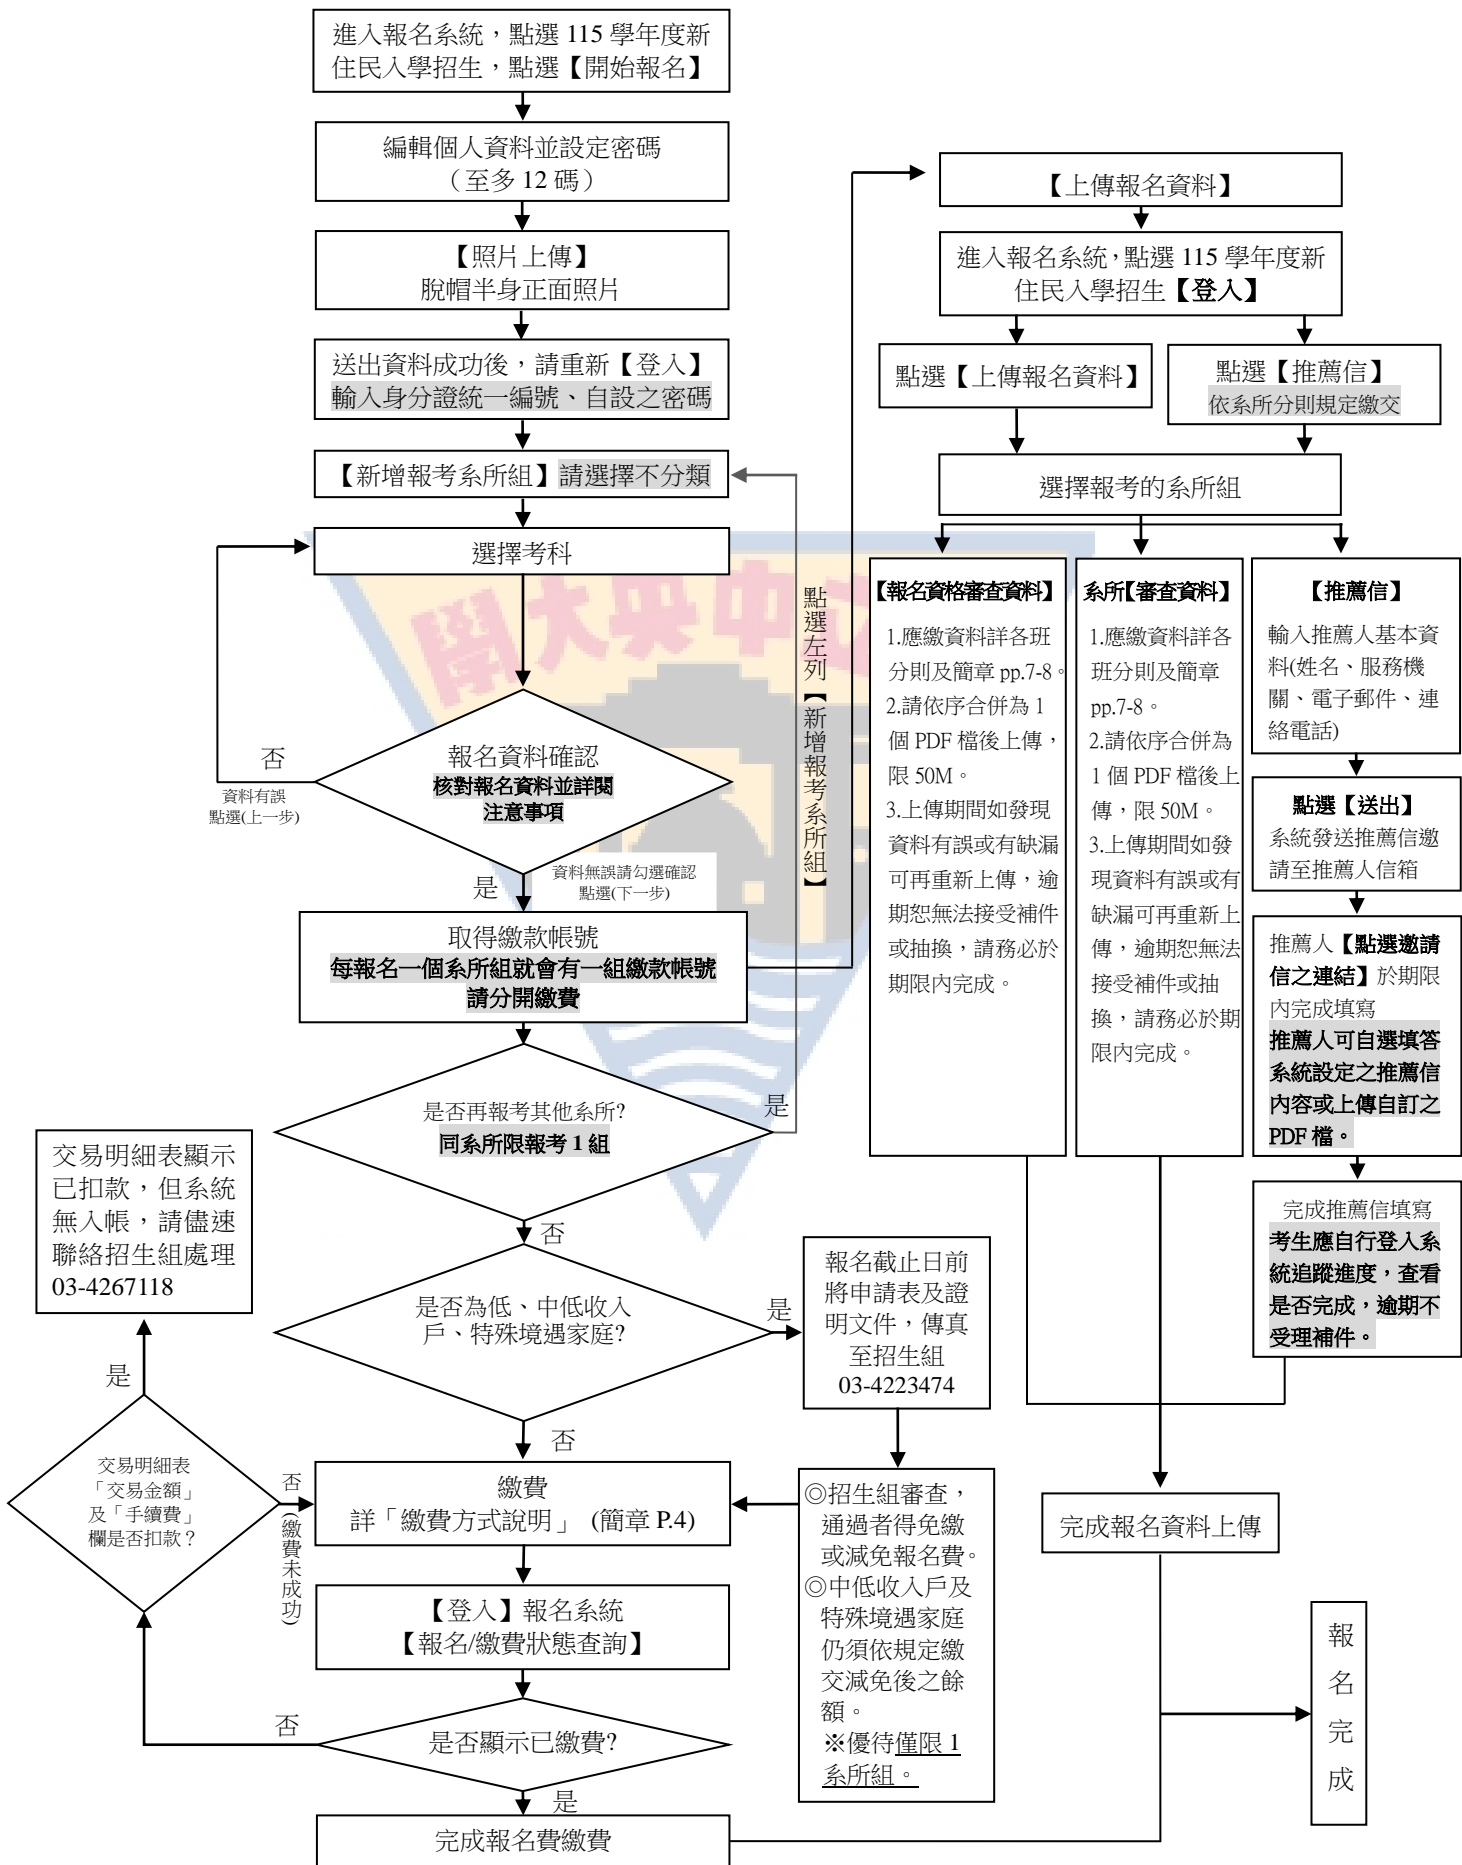 進入報名系統，點選 115 學年度新
住民入學招生，點選【開始報名】
編輯個人資料並設定密碼
（至多 12 碼）
【照片上傳】
脫帽半身正面照片
送出資料成功後，請重新【登入】
輸入身分證統一編號、自設之密碼
【新增報考系所組】請選擇不分類
選擇考科
報名資料確認
核對報名資料並詳閱
注意事項
否
資料有誤
點選(上一步)
是
資料無誤請勾選確認
點選(下一步)
點選左列【新增報考系所組】
取得繳款帳號
每報名一個系所組就會有一組繳款帳號
請分開繳費
是否再報考其他系所?
同系所限報考 1 組
是
否
是否為低、中低收入
戶、特殊境遇家庭?
是
否
報名截止日前
將申請表及證
明文件，傳真
至招生組
03-4223474
◎招生組審查，
通過者得免繳
或減免報名費。
◎中低收入戶及
特殊境遇家庭
仍須依規定繳
交減免後之餘
額。
※優待僅限 1
系所組。
繳費
詳「繳費方式說明」 (簡章 P.4)
【登入】報名系統
【報名/繳費狀態查詢】
是否顯示已繳費?
否
是
完成報名費繳費
交易明細表
「交易金額」
及「手續費」
欄是否扣款？
否
(繳費未成功)
是
交易明細表顯示
已扣款，但系統
無入帳，請儘速
聯絡招生組處理
03-4267118
【上傳報名資料】
進入報名系統，點選 115 學年度新
住民入學招生【登入】
點選【上傳報名資料】
點選【推薦信】
依系所分則規定繳交
選擇報考的系所組
【報名資格審查資料】
1.應繳資料詳各班
分則及簡章 pp.7-8。
2.請依序合併為 1
個 PDF 檔後上傳，
限 50M。
3.上傳期間如發現
資料有誤或有缺漏
可再重新上傳，逾
期恕無法接受補件
或抽換，請務必於
期限內完成。
系所【審查資料】
1.應繳資料詳各
班分則及簡章
pp.7-8。
2.請依序合併為
1 個 PDF 檔後上
傳，限 50M。
3.上傳期間如發
現資料有誤或有
缺漏可再重新上
傳，逾期恕無法
接受補件或抽
換，請務必於期
限內完成。
【推薦信】
輸入推薦人基本資
料(姓名、服務機
關、電子郵件、連
絡電話)
點選【送出】
系統發送推薦信邀
請至推薦人信箱
推薦人【點選邀請
信之連結】於期限
內完成填寫
推薦人可自選填答
系統設定之推薦信
內容或上傳自訂之
PDF 檔。
完成推薦信填寫
考生應自行登入系
統追蹤進度，查看
是否完成，逾期不
受理補件。
完成報名資料上傳
報名完成
學大央中立